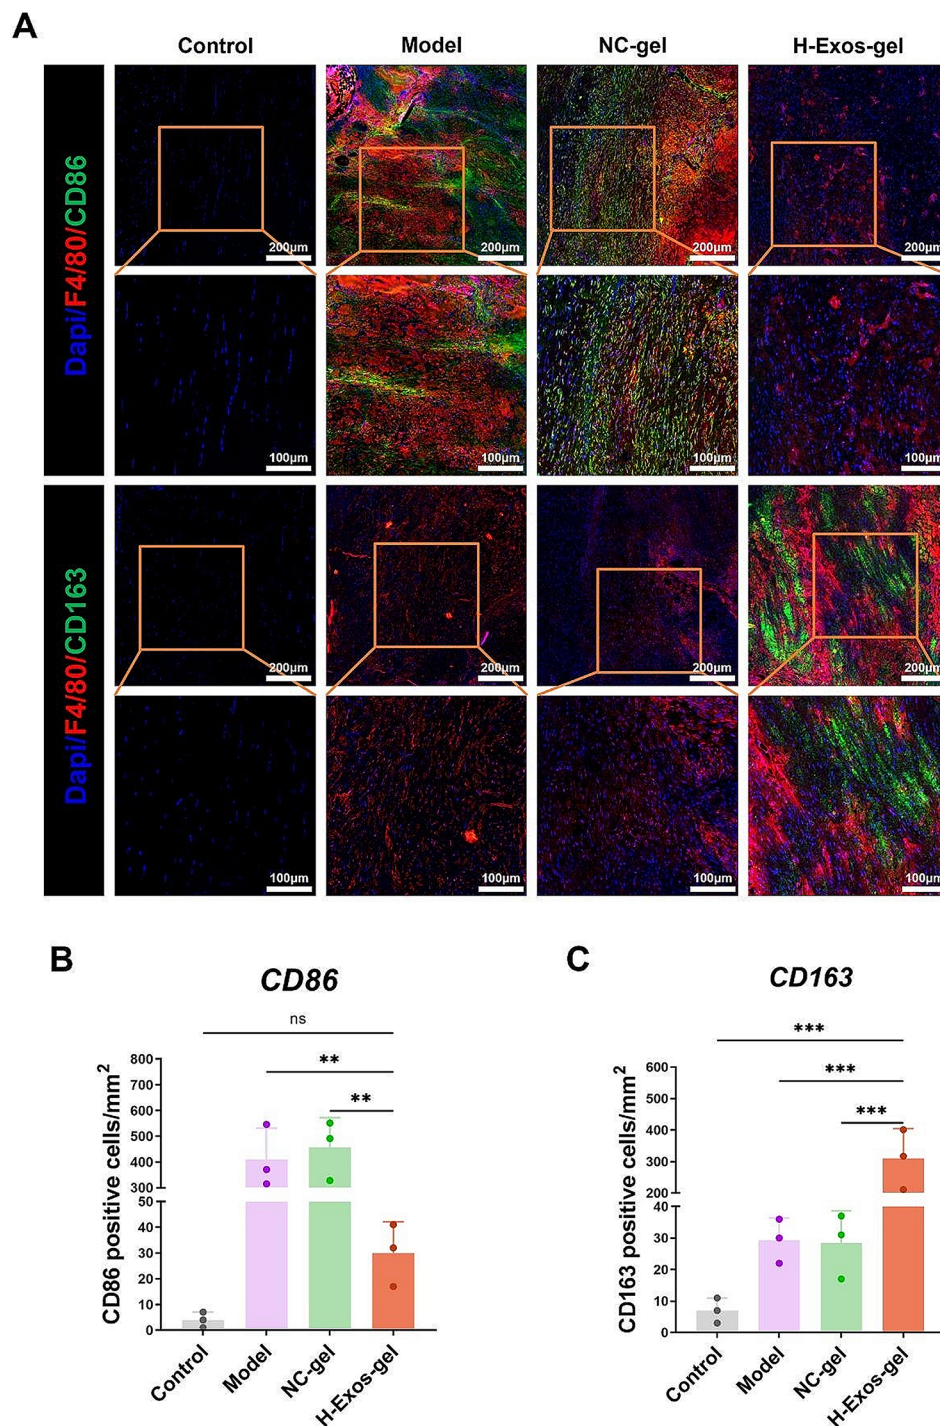 A
Control Model NC-gel H-Exos-gel
Dapi/F4/80/CD86
200μm 200μm 200μm 200μm
100μm 100μm 100μm 100μm
Dapi/F4/80/CD163
200μm 200μm 200μm 200μm
100μm 100μm 100μm 100μm
B
CD86
ns
**
**
CD86 positive cells/mm²
800
700
600
500
400
300
50
40
30
20
10
0
Control Model NC-gel H-Exos-gel
C
CD163
***
***
***
CD163 positive cells/mm²
600
500
400
300
200
40
30
20
10
0
Control Model NC-gel H-Exos-gel